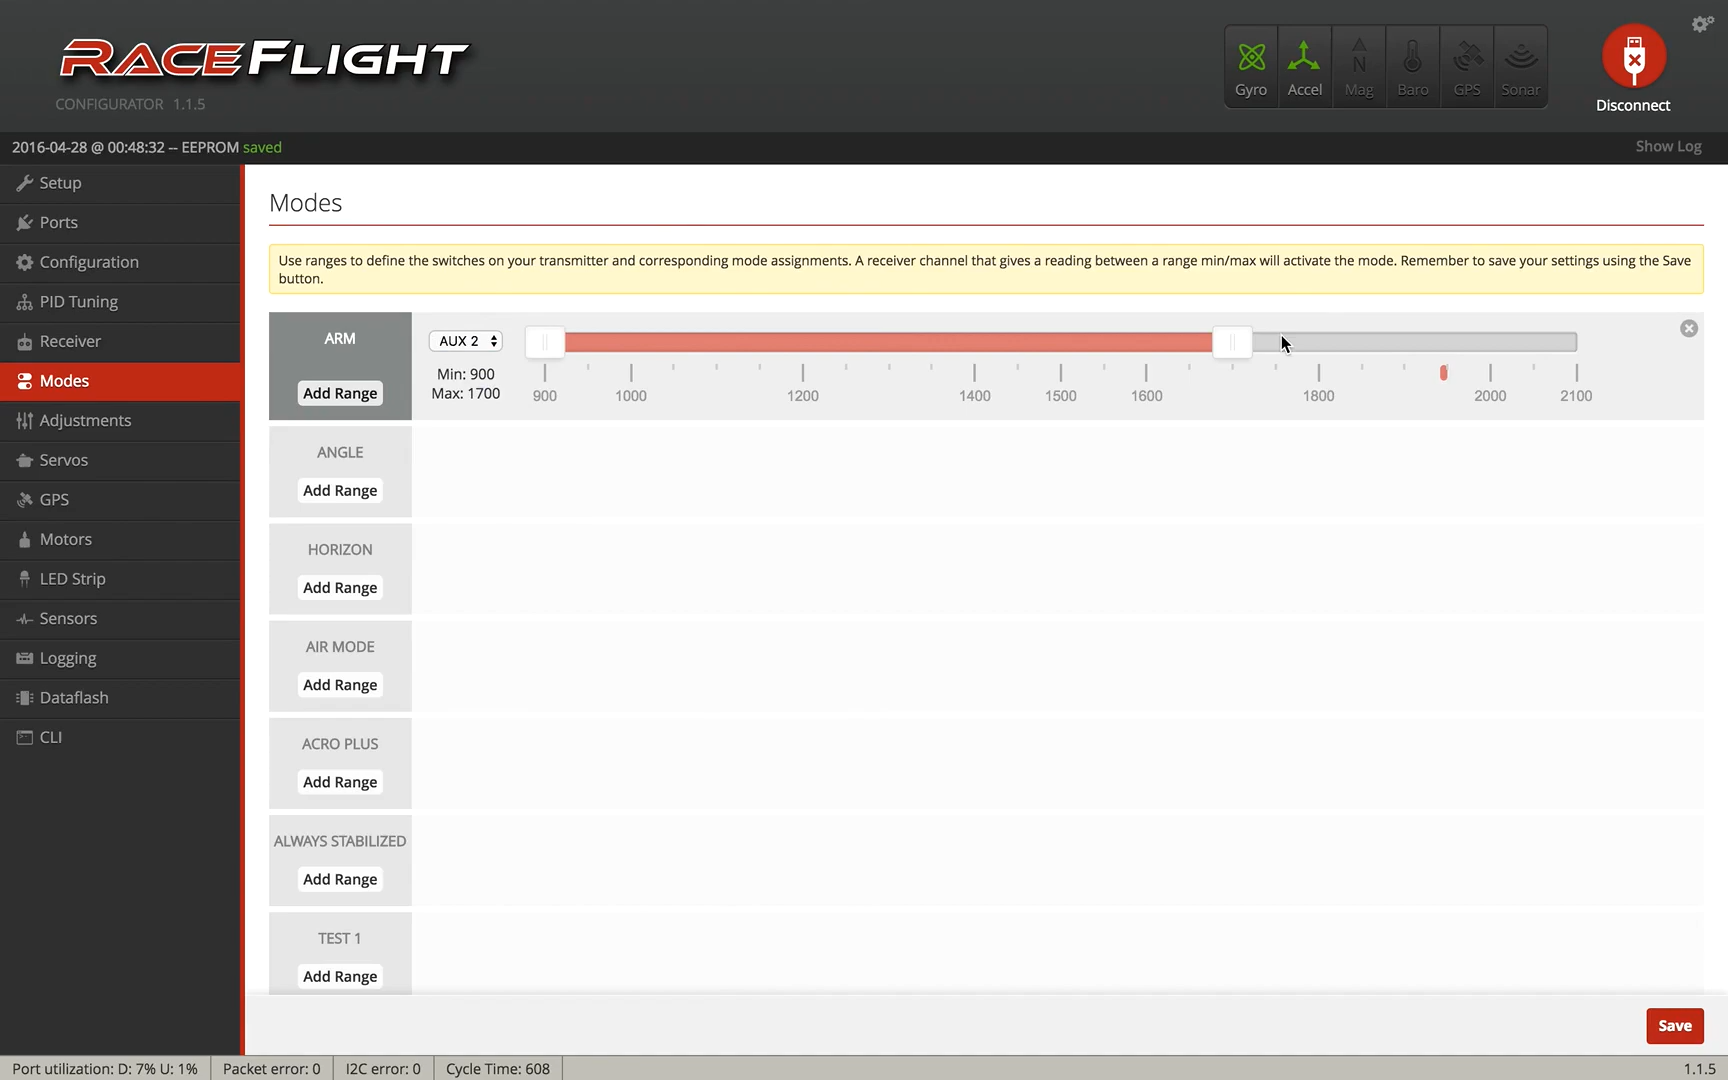 RACEFLIGHT
CONFIGURATOR 1.1.5
Gyro Accel Mag Baro GPS Sonar
Disconnect
2016-04-28 @ 00:48:32 -- EEPROM saved
Show Log
Setup
Ports
Configuration
PID Tuning
Receiver
Modes
Adjustments
Servos
GPS
Motors
LED Strip
Sensors
Logging
Dataflash
CLI
Modes
Use ranges to define the switches on your transmitter and corresponding mode assignments. A receiver channel that gives a reading between a range min/max will activate the mode. Remember to save your settings using the Save
button.
ARM
Add Range
AUX 2
Min: 900
Max: 1700
900 1000 1200 1400 1500 1600 1800 2000 2100
ANGLE
Add Range
HORIZON
Add Range
AIR MODE
Add Range
ACRO PLUS
Add Range
ALWAYS STABILIZED
Add Range
TEST 1
Add Range
Save
Port utilization: D: 7% U: 1% Packet error: 0 I2C error: 0 Cycle Time: 608 1.1.5